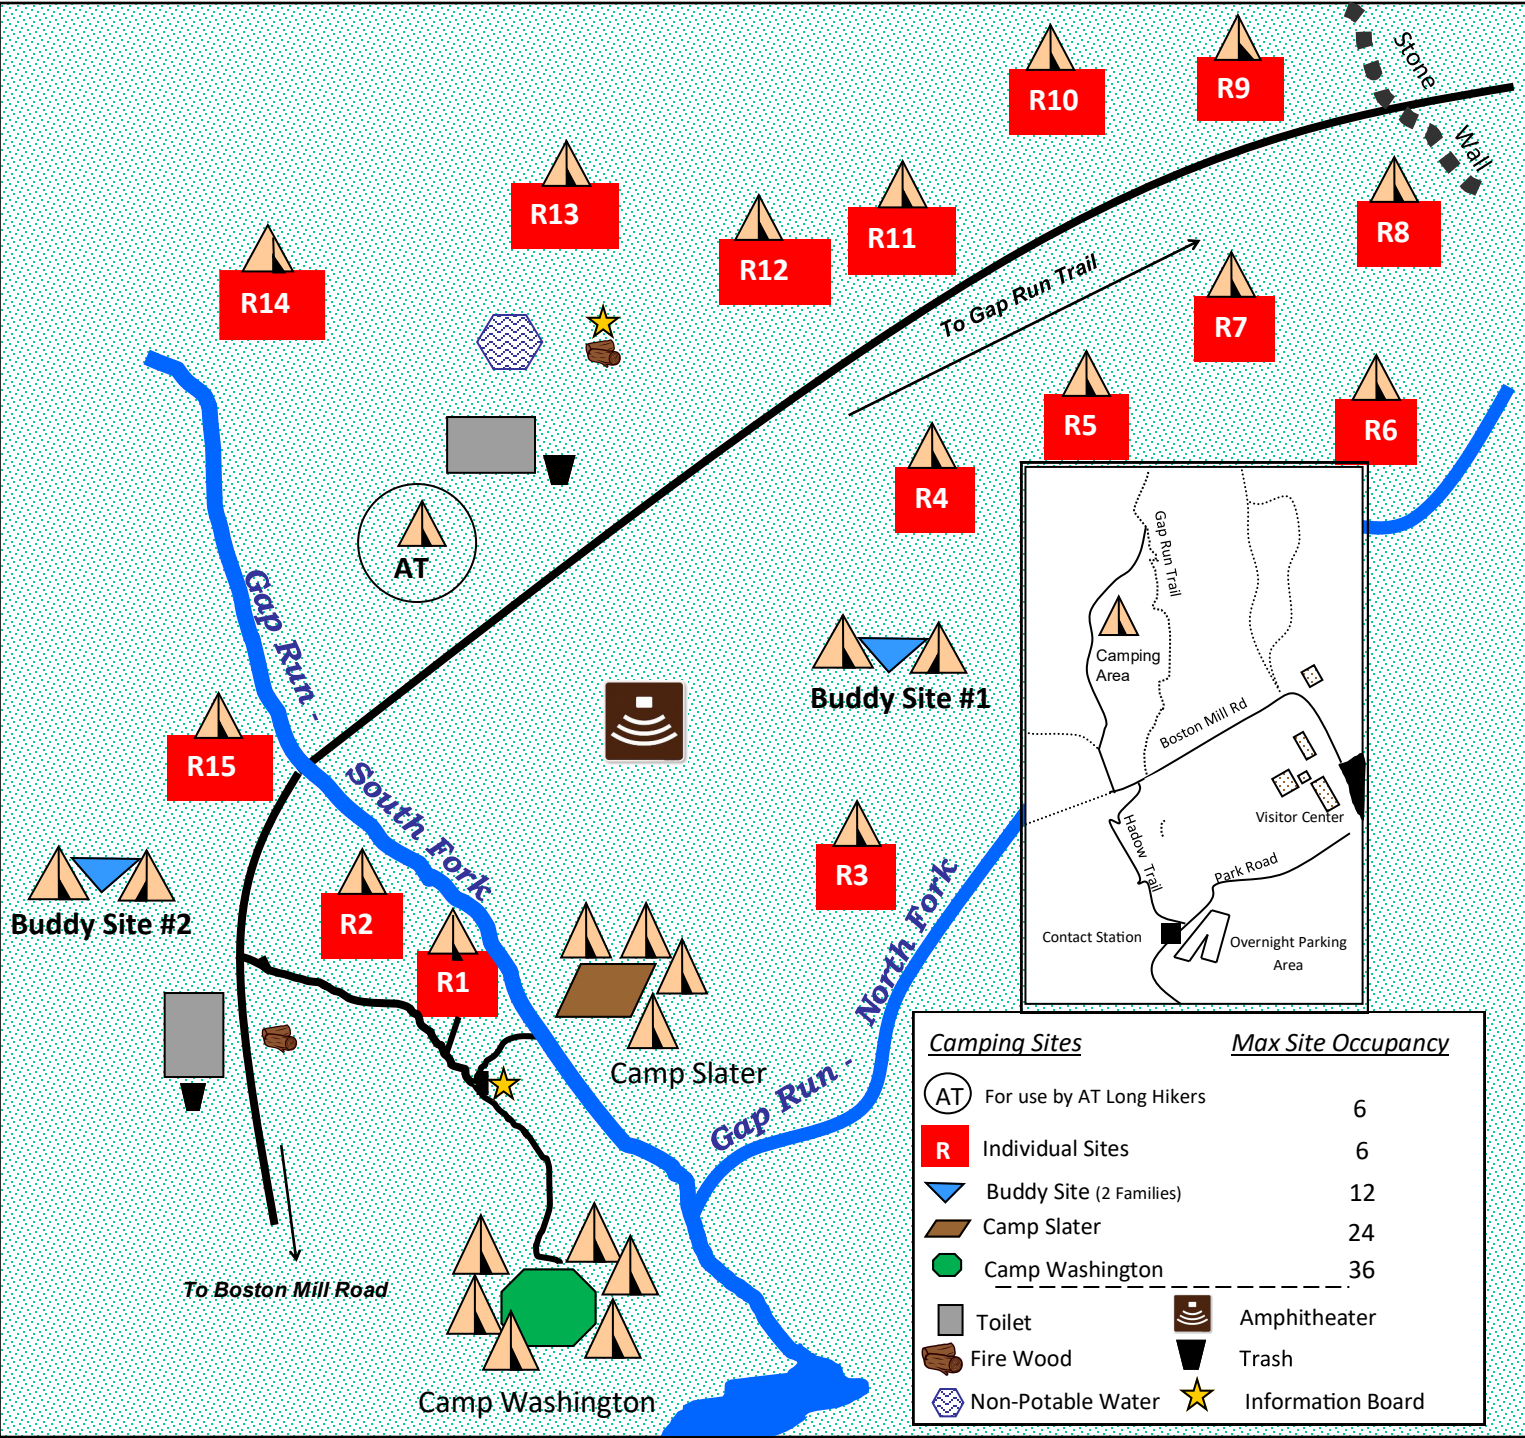 Stone
Wall
R10
R9
R13
R11
R8
R12
R14
To Gap Run Trail
R7
R5
R6
R4
AT
Gap Run -
South Fork
Buddy Site #1
R15
R3
Buddy Site #2
R2
R1
North Fork
Gap Run -
Camp Slater
To Boston Mill Road
Camp Washington
Gap Run Trail
Camping
Area
Boston Mill Rd
Visitor Center
Hadow Trail
Park Road
Contact Station
Overnight Parking
Area
Camping Sites Max Site Occupancy
AT For use by AT Long Hikers 6
R Individual Sites 6
Buddy Site (2 Families) 12
Camp Slater 24
Camp Washington 36
Toilet Amphitheater
Fire Wood Trash
Non-Potable Water Information Board